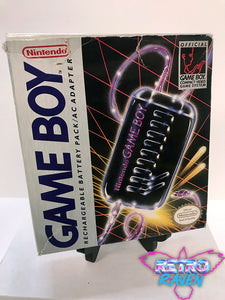 Nintendo
GAME BOY
RECHARGEABLE BATTERY PACK/AC ADAPTER
OFFICIAL
GAME BOY
COMPACT VIDEO
GAME SYSTEM
Nintendo GAME BOY
Nintendo
RETRO
RAVEN